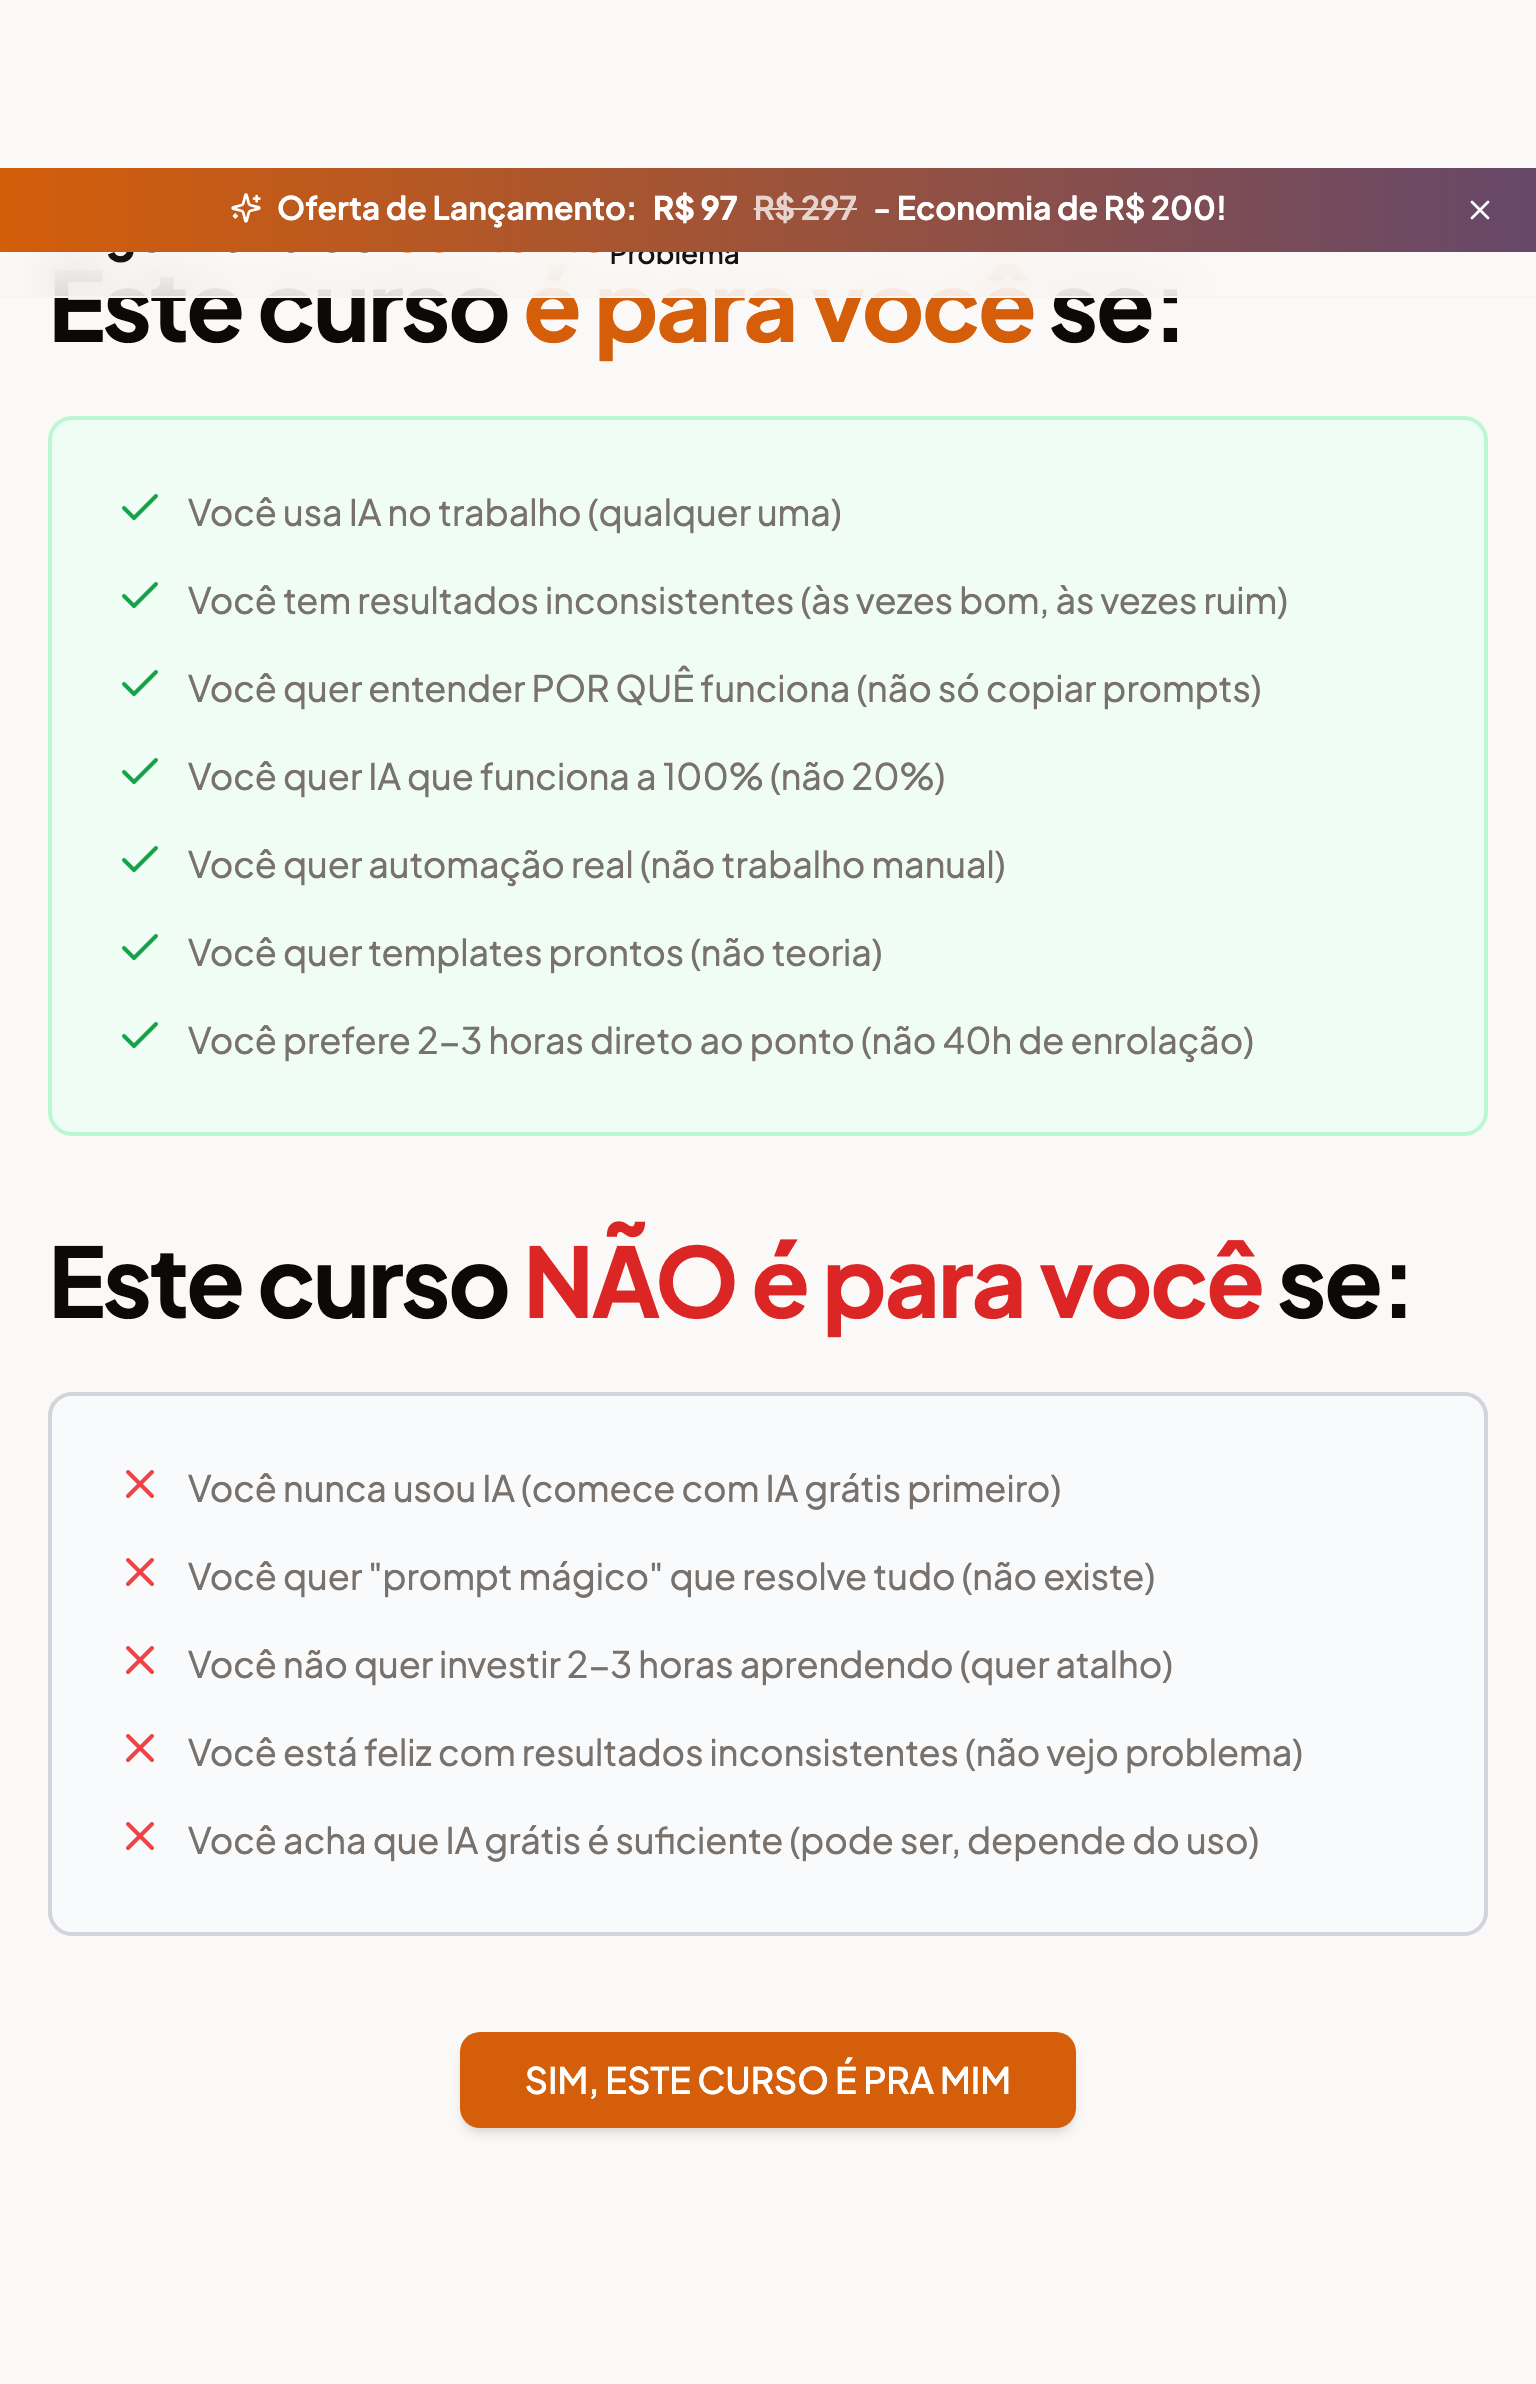 Oferta de Lançamento: R$ 97 R$ 297 - Economia de R$ 200!
Problema
Este curso é para você se:
Você usa IA no trabalho (qualquer uma)
Você tem resultados inconsistentes (às vezes bom, às vezes ruim)
Você quer entender POR QUÊ funciona (não só copiar prompts)
Você quer IA que funciona a 100% (não 20%)
Você quer automação real (não trabalho manual)
Você quer templates prontos (não teoria)
Você prefere 2-3 horas direto ao ponto (não 40h de enrolação)
Este curso NÃO é para você se:
Você nunca usou IA (comece com IA grátis primeiro)
Você quer "prompt mágico" que resolve tudo (não existe)
Você não quer investir 2-3 horas aprendendo (quer atalho)
Você está feliz com resultados inconsistentes (não vejo problema)
Você acha que IA grátis é suficiente (pode ser, depende do uso)
SIM, ESTE CURSO É PRA MIM